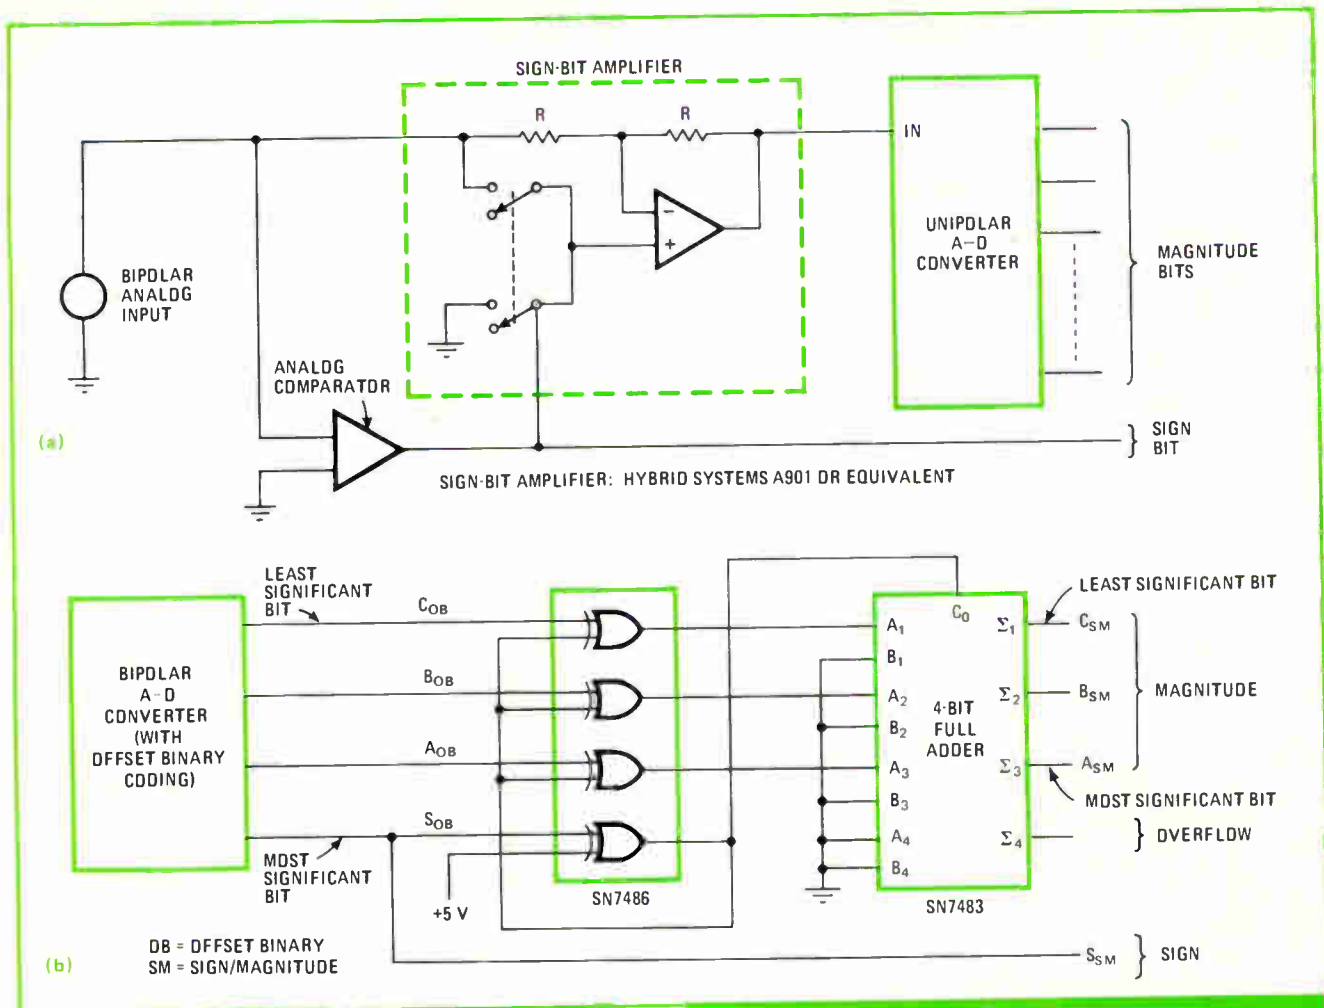 SIGN-BIT AMPLIFIER
R
R
IN
UNIPOLAR
A-D
CONVERTER
MAGNITUDE
BITS
BIPOLAR
ANALOG
INPUT
-
+
ANALOG
COMPARATOR
(a)
SIGN
BIT
SIGN-BIT AMPLIFIER: HYBRID SYSTEMS A901 OR EQUIVALENT
LEAST
SIGNIFICANT
BIT
BIPOLAR
A-D
CONVERTER
(WITH
OFFSET BINARY
CODING)
COB
BOB
AOB
SOB
MOST
SIGNIFICANT
BIT
+5 V
SN7486
C0
A1
B1
A2
B2
A3
B3
A4
B4
4-BIT
FULL
ADDER
Σ1
Σ2
Σ3
Σ4
SN7483
LEAST SIGNIFICANT BIT
CSM
BSM
ASM
MAGNITUDE
MOST SIGNIFICANT BIT
OVERFLOW
OB = OFFSET BINARY
SM = SIGN/MAGNITUDE
(b)
SSM
SIGN